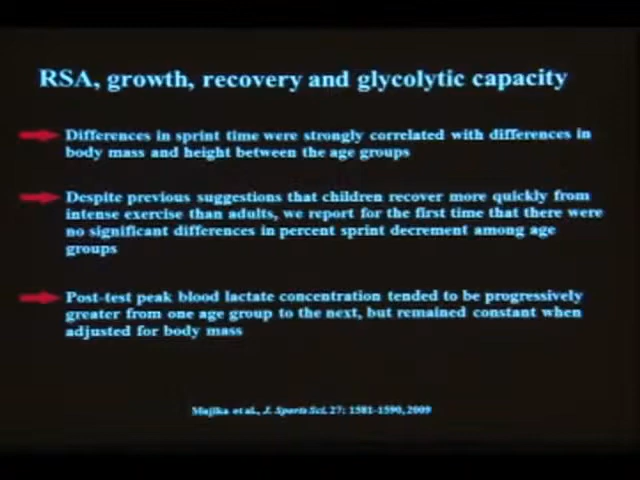 RSA, growth, recovery and glycolytic capacity
Differences in sprint time were strongly correlated with differences in
body mass and height between the age groups
Despite previous suggestions that children recover more quickly from
intense exercise than adults, we report for the first time that there were
no significant differences in percent sprint decrement among age
groups
Post-test peak blood lactate concentration tended to be progressively
greater from one age group to the next, but remained constant when
adjusted for body mass
Mujika et al., J. Sports Sci. 27: 1581-1590, 2009